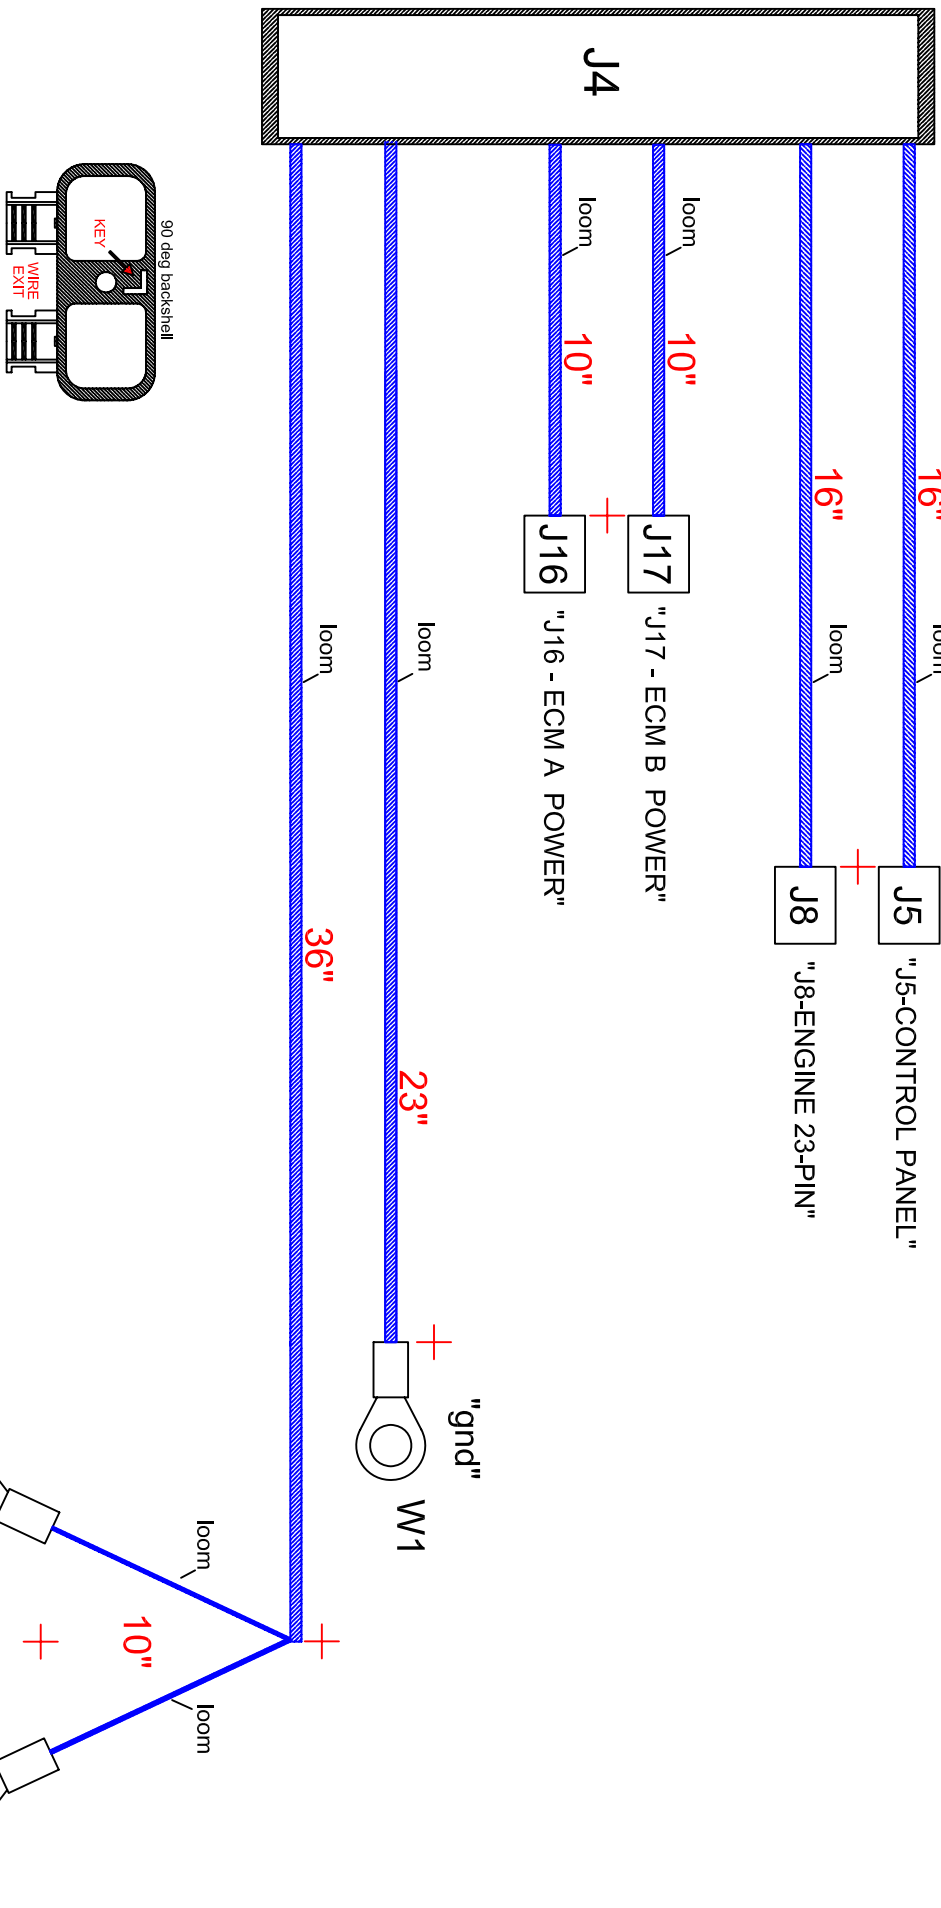 J4
90 deg backshell
KEY
WIRE
EXIT
loom
16"
J5
"J5-CONTROL PANEL"
loom
16"
J8
"J8-ENGINE 23-PIN"
loom
10"
J17
"J17 - ECM B POWER"
loom
10"
J16
"J16 - ECM A POWER"
loom
23"
"gnd"
W1
loom
36"
loom
10"
loom